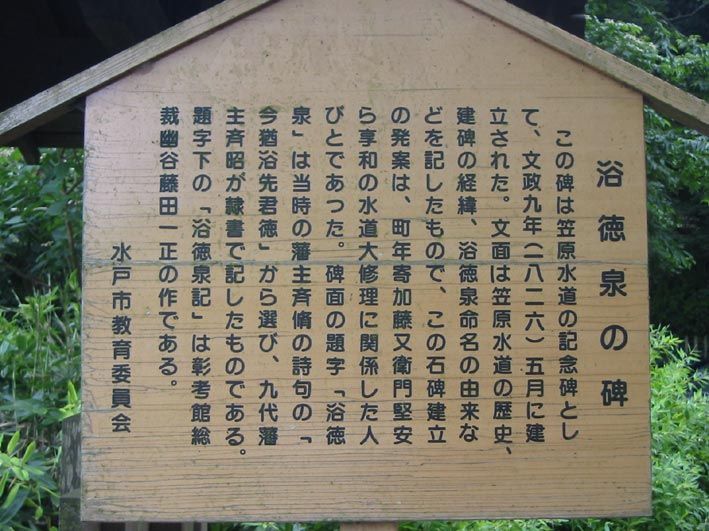 浴徳泉の碑
この碑は笠原水道の記念碑とし
て、文政九年(一八二六)五月に建
立された。文面は笠原水道の歴史、
建碑の経緯、浴徳泉命名の由来な
どを記したもので、この石碑建立
の発案は、町年寄加藤又衛門堅安
ら享和の水道大修理に関係した人
びとであった。碑面の題字「浴徳
泉」は当時の藩主斉脩の詩句の「
今猶浴先君徳」から選び、九代藩
主斉昭が隷書で記したものである。
題字下の「浴徳泉記」は彰考館総
裁幽谷藤田一正の作である。
水戸市教育委員会